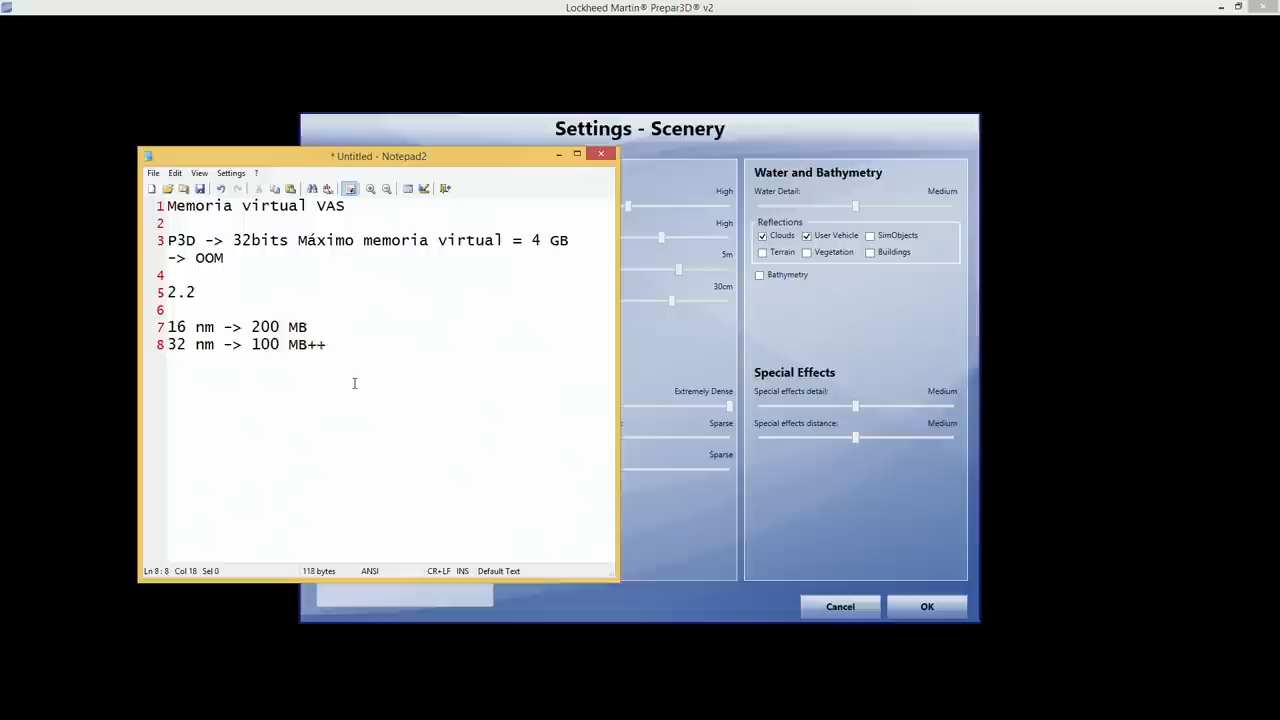 Lockheed Martin® Prepar3D® v2
Settings - Scenery
* Untitled - Notepad2
File Edit View Settings ?
1 Memoria virtual VAS
2
3 P3D -> 32bits Máximo memoria virtual = 4 GB
-> OOM
4
5 2.2
6
7 16 nm -> 200 MB
8 32 nm -> 100 MB++
Ln 8 : 8 Col 18 Sel 0 118 bytes ANSI CR+LF INS Default Text
High
High
5m
30cm
Extremely Dense
Sparse
Sparse
Water and Bathymetry
Water Detail: Medium
Reflections
Clouds User Vehicle SimObjects
Terrain Vegetation Buildings
Bathymetry
Special Effects
Special effects detail: Medium
Special effects distance: Medium
Cancel OK